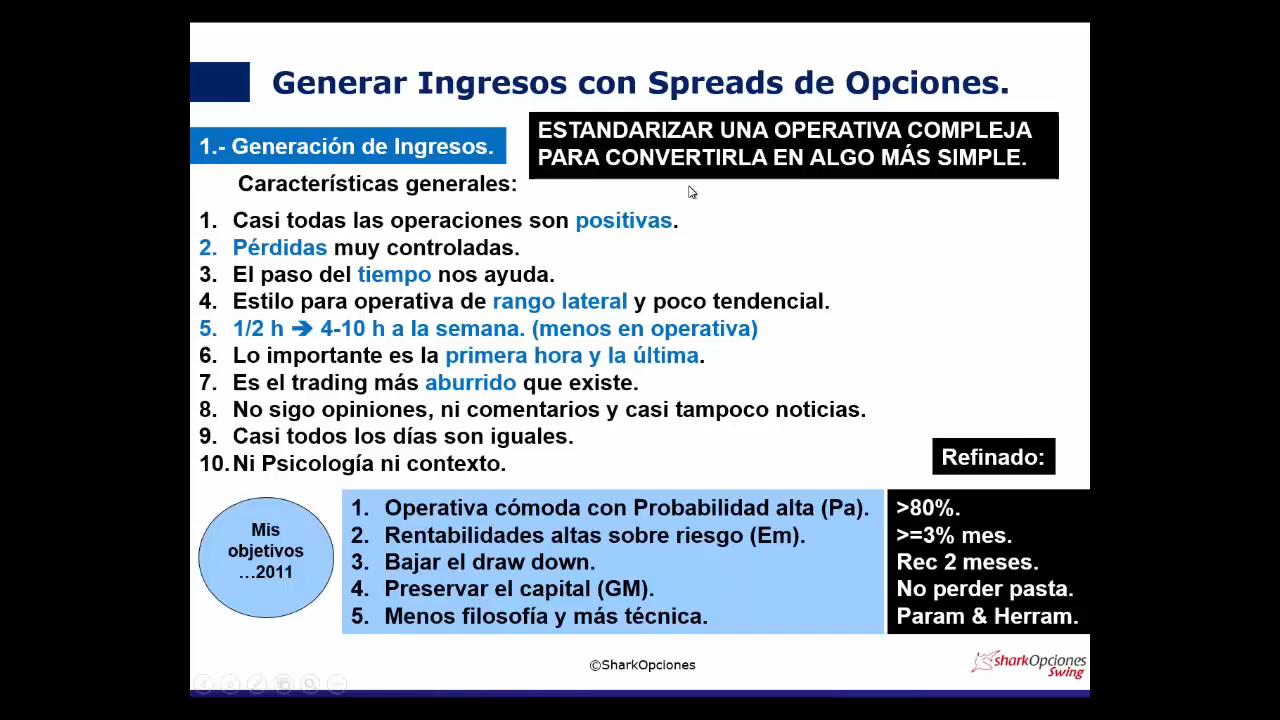 Generar Ingresos con Spreads de Opciones.
1.- Generación de Ingresos.
ESTANDARIZAR UNA OPERATIVA COMPLEJA
PARA CONVERTIRLA EN ALGO MÁS SIMPLE.
Características generales:
1. Casi todas las operaciones son positivas.
2. Pérdidas muy controladas.
3. El paso del tiempo nos ayuda.
4. Estilo para operativa de rango lateral y poco tendencial.
5. 1/2 h ➔ 4-10 h a la semana. (menos en operativa)
6. Lo importante es la primera hora y la última.
7. Es el trading más aburrido que existe.
8. No sigo opiniones, ni comentarios y casi tampoco noticias.
9. Casi todos los días son iguales.
10. Ni Psicología ni contexto.
Refinado:
Mis
objetivos
...2011
1. Operativa cómoda con Probabilidad alta (Pa).
2. Rentabilidades altas sobre riesgo (Em).
3. Bajar el draw down.
4. Preservar el capital (GM).
5. Menos filosofía y más técnica.
>80%.
>=3% mes.
Rec 2 meses.
No perder pasta.
Param & Herram.
©SharkOpciones
sharkOpciones
Swing